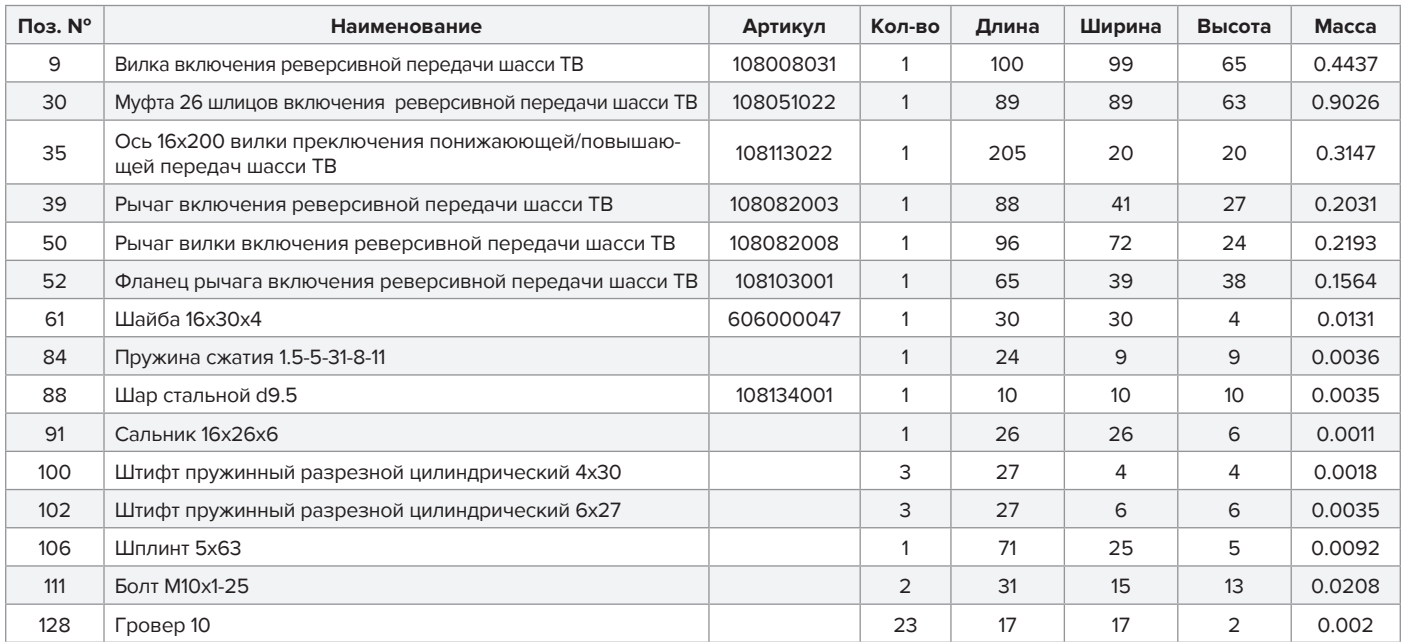 Поз. № Наименование Артикул Кол-во Длина Ширина Высота Масса
9 Вилка включения реверсивной передачи шасси ТВ 108008031 1 100 99 65 0.4437
30 Муфта 26 шлицов включения реверсивной передачи шасси ТВ 108051022 1 89 89 63 0.9026
35 Ось 16х200 вилки преключения понижаюющей/повышаю-
щей передач шасси ТВ 108113022 1 205 20 20 0.3147
39 Рычаг включения реверсивной передачи шасси ТВ 108082003 1 88 41 27 0.2031
50 Рычаг вилки включения реверсивной передачи шасси ТВ 108082008 1 96 72 24 0.2193
52 Фланец рычага включения реверсивной передачи шасси ТВ 108103001 1 65 39 38 0.1564
61 Шайба 16х30х4 606000047 1 30 30 4 0.0131
84 Пружина сжатия 1.5-5-31-8-11 1 24 9 9 0.0036
88 Шар стальной d9.5 108134001 1 10 10 10 0.0035
91 Сальник 16х26х6 1 26 26 6 0.0011
100 Штифт пружинный разрезной цилиндрический 4х30 3 27 4 4 0.0018
102 Штифт пружинный разрезной цилиндрический 6х27 3 27 6 6 0.0035
106 Шплинт 5х63 1 71 25 5 0.0092
111 Болт М10х1-25 2 31 15 13 0.0208
128 Гровер 10 23 17 17 2 0.002